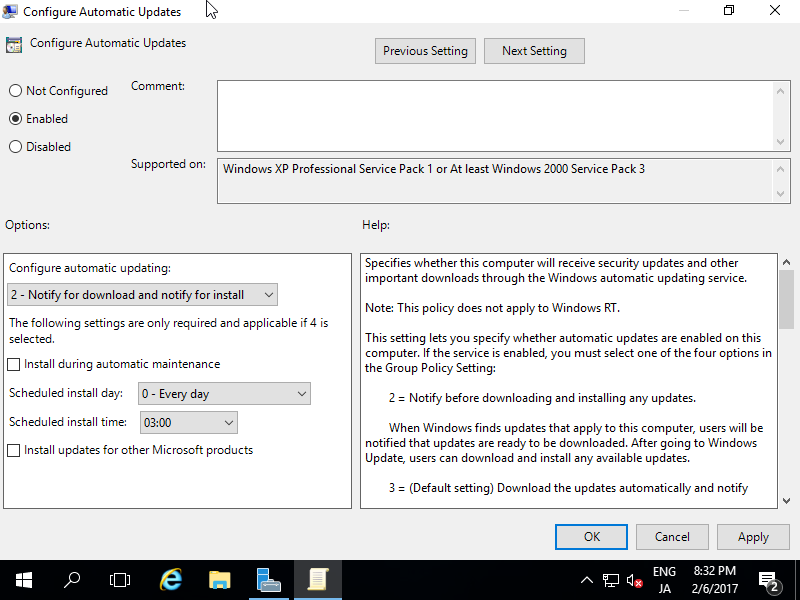 Configure Automatic Updates
Configure Automatic Updates
Previous Setting
Next Setting
Not Configured
Enabled
Disabled
Comment:
Supported on:
Windows XP Professional Service Pack 1 or At least Windows 2000 Service Pack 3
Options:
Help:
Configure automatic updating:
2 - Notify for download and notify for install
The following settings are only required and applicable if 4 is
selected.
Install during automatic maintenance
Scheduled install day:
0 - Every day
Scheduled install time:
03:00
Install updates for other Microsoft products
Specifies whether this computer will receive security updates and other
important downloads through the Windows automatic updating service.
Note: This policy does not apply to Windows RT.
This setting lets you specify whether automatic updates are enabled on this
computer. If the service is enabled, you must select one of the four options in
the Group Policy Setting:
2 = Notify before downloading and installing any updates.
When Windows finds updates that apply to this computer, users will be
notified that updates are ready to be downloaded. After going to Windows
Update, users can download and install any available updates.
3 = (Default setting) Download the updates automatically and notify
OK
Cancel
Apply
ENG
JA
8:32 PM
2/6/2017
2